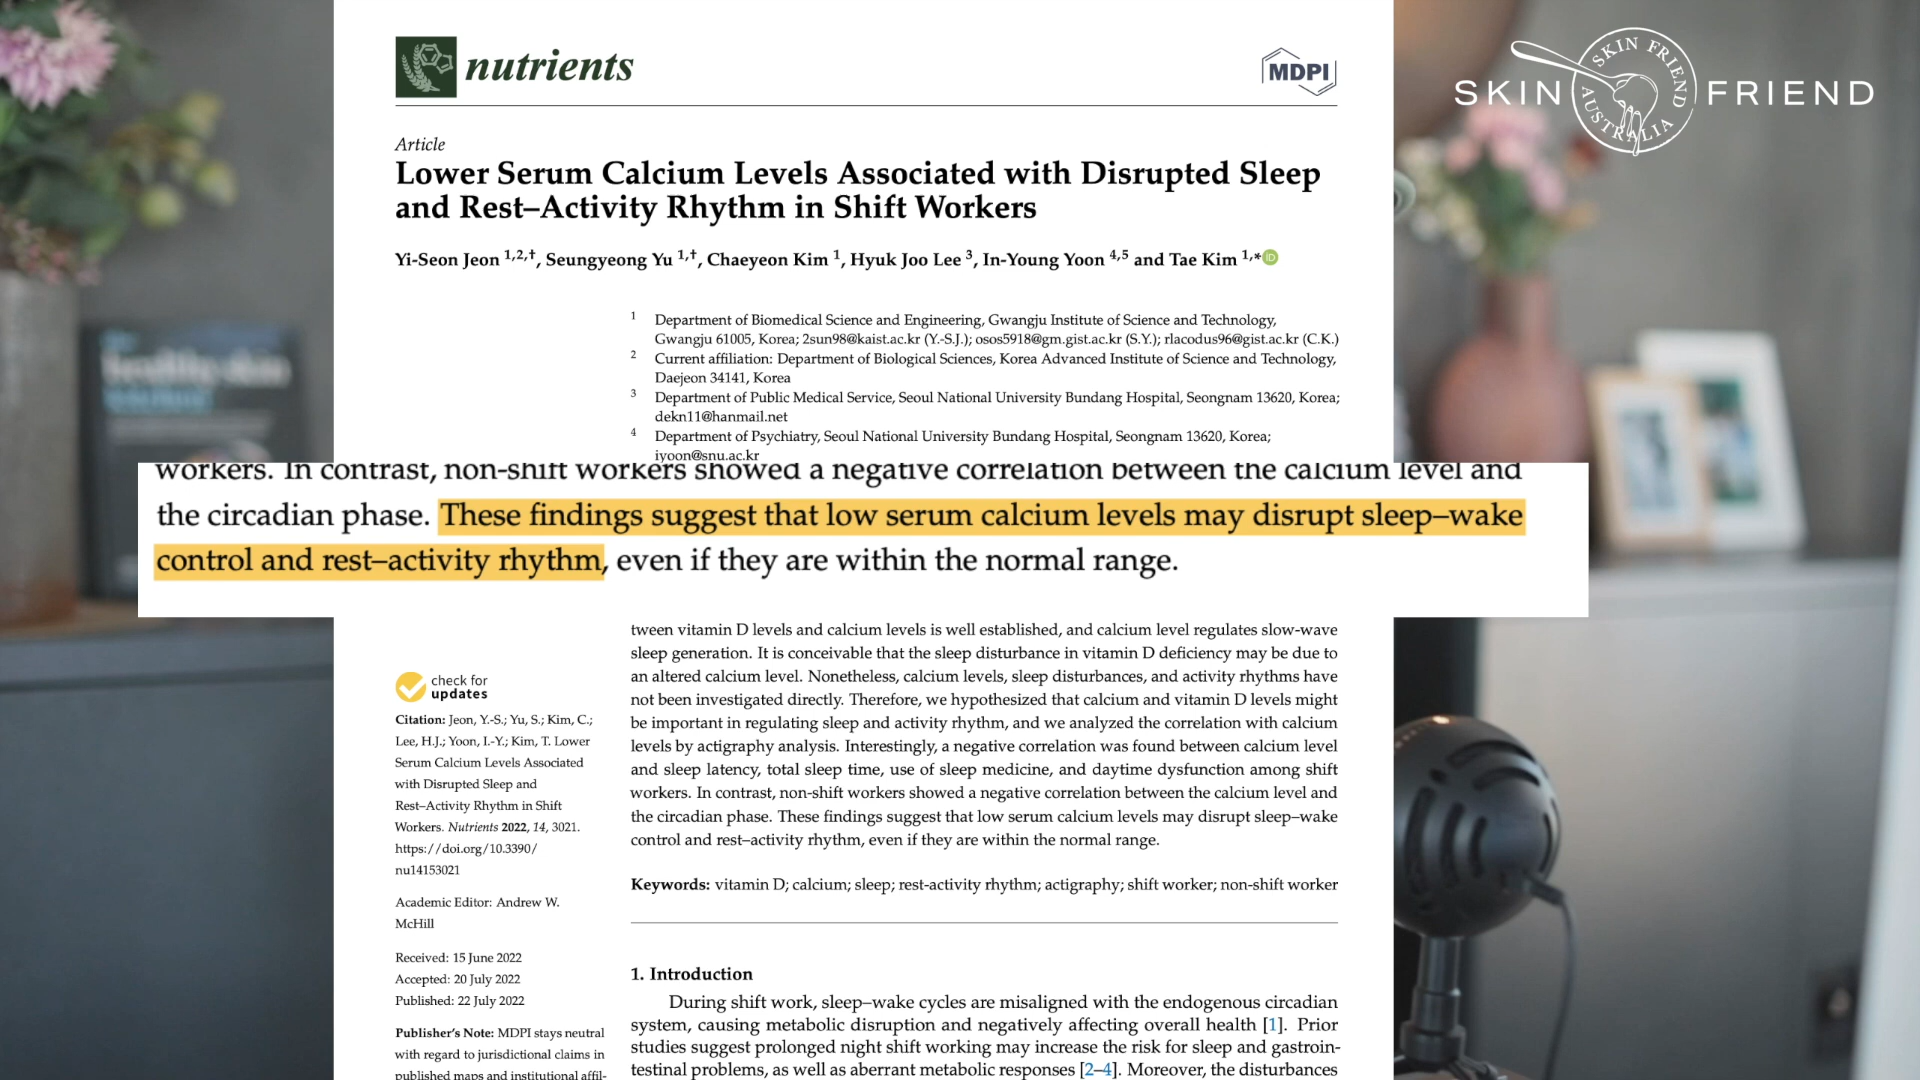 nutrients
MDPI
SKIN FRIEND
SKIN FRIEND
AUSTRALIA
Article
Lower Serum Calcium Levels Associated with Disrupted Sleep
and Rest–Activity Rhythm in Shift Workers
Yi-Seon Jeon 1,2,†, Seungyeong Yu 1,†, Chaeyeon Kim 1, Hyuk Joo Lee 3, In-Young Yoon 4,5 and Tae Kim 1,*
iD
1 Department of Biomedical Science and Engineering, Gwangju Institute of Science and Technology,
Gwangju 61005, Korea; 2sun98@kaist.ac.kr (Y.-S.J.); osos5918@gm.gist.ac.kr (S.Y.); rlacodus96@gist.ac.kr (C.K.)
2 Current affiliation: Department of Biological Sciences, Korea Advanced Institute of Science and Technology,
Daejeon 34141, Korea
3 Department of Public Medical Service, Seoul National University Bundang Hospital, Seongnam 13620, Korea;
dekn11@hanmail.net
4 Department of Psychiatry, Seoul National University Bundang Hospital, Seongnam 13620, Korea;
iyoon@snu.ac.kr
workers. In contrast, non-shift workers showed a negative correlation between the calcium level and
the circadian phase. These findings suggest that low serum calcium levels may disrupt sleep–wake
control and rest–activity rhythm, even if they are within the normal range.
tween vitamin D levels and calcium levels is well established, and calcium level regulates slow-wave
sleep generation. It is conceivable that the sleep disturbance in vitamin D deficiency may be due to
an altered calcium level. Nonetheless, calcium levels, sleep disturbances, and activity rhythms have
not been investigated directly. Therefore, we hypothesized that calcium and vitamin D levels might
be important in regulating sleep and activity rhythm, and we analyzed the correlation with calcium
levels by actigraphy analysis. Interestingly, a negative correlation was found between calcium level
and sleep latency, total sleep time, use of sleep medicine, and daytime dysfunction among shift
workers. In contrast, non-shift workers showed a negative correlation between the calcium level and
the circadian phase. These findings suggest that low serum calcium levels may disrupt sleep–wake
control and rest–activity rhythm, even if they are within the normal range.
Keywords: vitamin D; calcium; sleep; rest-activity rhythm; actigraphy; shift worker; non-shift worker
check for
updates
Citation: Jeon, Y.-S.; Yu, S.; Kim, C.;
Lee, H.J.; Yoon, I.-Y.; Kim, T. Lower
Serum Calcium Levels Associated
with Disrupted Sleep and
Rest–Activity Rhythm in Shift
Workers. Nutrients 2022, 14, 3021.
https://doi.org/10.3390/
nu14153021
Academic Editor: Andrew W.
McHill
Received: 15 June 2022
Accepted: 20 July 2022
Published: 22 July 2022
Publisher's Note: MDPI stays neutral
with regard to jurisdictional claims in
published maps and institutional affil-
1. Introduction
During shift work, sleep–wake cycles are misaligned with the endogenous circadian
system, causing metabolic disruption and negatively affecting overall health [1]. Prior
studies suggest prolonged night shift working may increase the risk for sleep and gastroin-
testinal problems, as well as aberrant metabolic responses [2–4]. Moreover, the disturbances
healthy skin